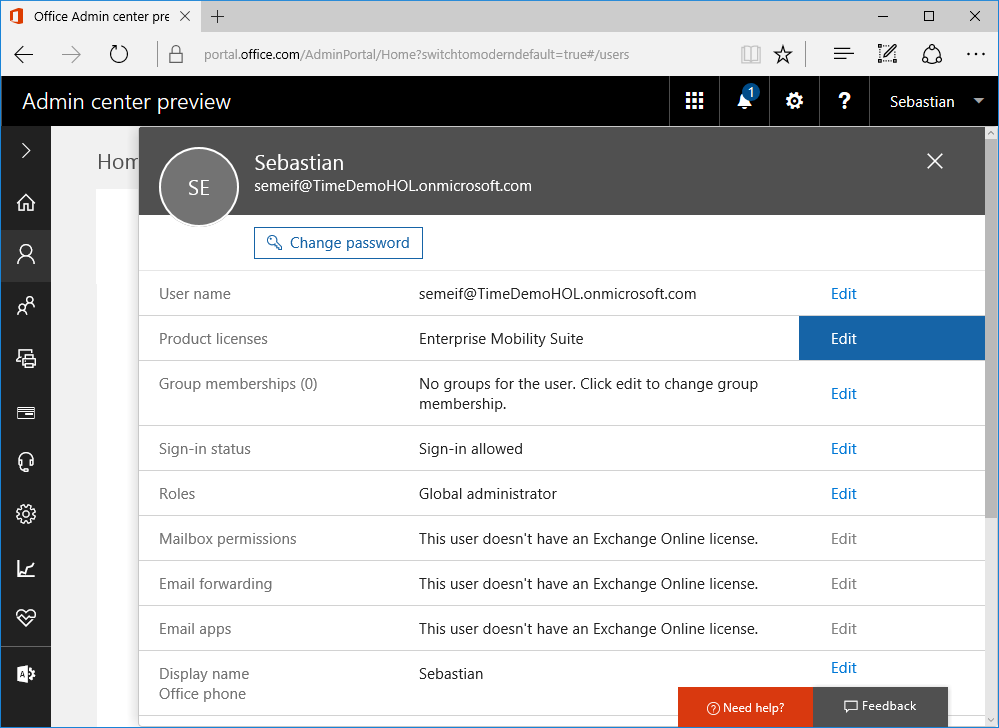 Office Admin center pre
portal.office.com/AdminPortal/Home?switchtomoderndefault=true#/users
Admin center preview
1
?
Sebastian
Hom
SE
Sebastian
semeif@TimeDemoHOL.onmicrosoft.com
Change password
User name semeif@TimeDemoHOL.onmicrosoft.com Edit
Product licenses Enterprise Mobility Suite Edit
Group memberships (0) No groups for the user. Click edit to change group
membership. Edit
Sign-in status Sign-in allowed Edit
Roles Global administrator Edit
Mailbox permissions This user doesn't have an Exchange Online license. Edit
Email forwarding This user doesn't have an Exchange Online license. Edit
Email apps This user doesn't have an Exchange Online license. Edit
Display name Sebastian Edit
Office phone
Need help?
Feedback
A